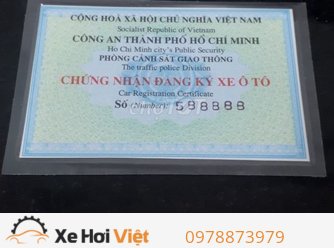 CỘNG HOÀ XÃ HỘI CHỦ NGHĨA VIỆT NAM
Socialist Republic of Vietnam
CÔNG AN THÀNH PHỐ HỒ CHÍ MINH
Ho Chi Minh city's Public Security
PHÒNG CẢNH SÁT GIAO THÔNG
The traffic police Division
CHỨNG NHẬN ĐĂNG KÝ XE Ô TÔ
Car Registration Certificate
Số (Number):
Xe Hơi Việt 0978873979